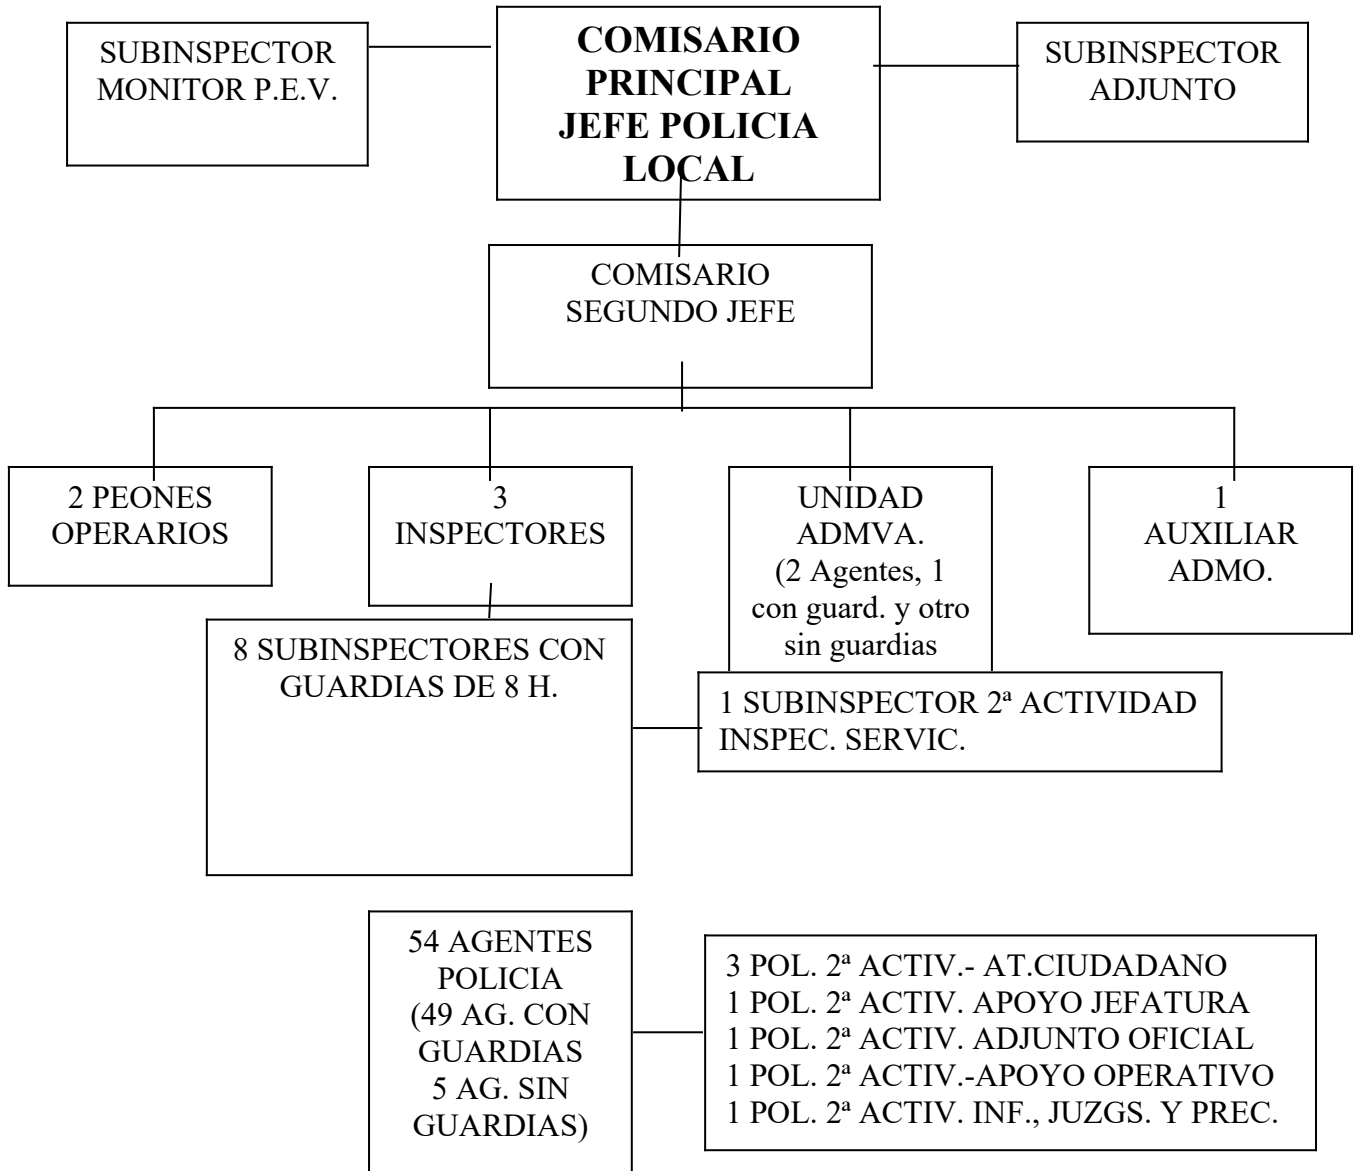 SUBINSPECTOR
MONITOR P.E.V.
COMISARIO
PRINCIPAL
JEFE POLICIA
LOCAL
SUBINSPECTOR
ADJUNTO
COMISARIO
SEGUNDO JEFE
2 PEONES
OPERARIOS
3
INSPECTORES
UNIDAD
ADMVA.
(2 Agentes, 1
con guard. y otro
sin guardias
1
AUXILIAR
ADMO.
8 SUBINSPECTORES CON
GUARDIAS DE 8 H.
1 SUBINSPECTOR 2ª ACTIVIDAD
INSPEC. SERVIC.
54 AGENTES
POLICIA
(49 AG. CON
GUARDIAS
5 AG. SIN
GUARDIAS)
3 POL. 2ª ACTIV.- AT.CIUDADANO
1 POL. 2ª ACTIV. APOYO JEFATURA
1 POL. 2ª ACTIV. ADJUNTO OFICIAL
1 POL. 2ª ACTIV.-APOYO OPERATIVO
1 POL. 2ª ACTIV. INF., JUZGS. Y PREC.